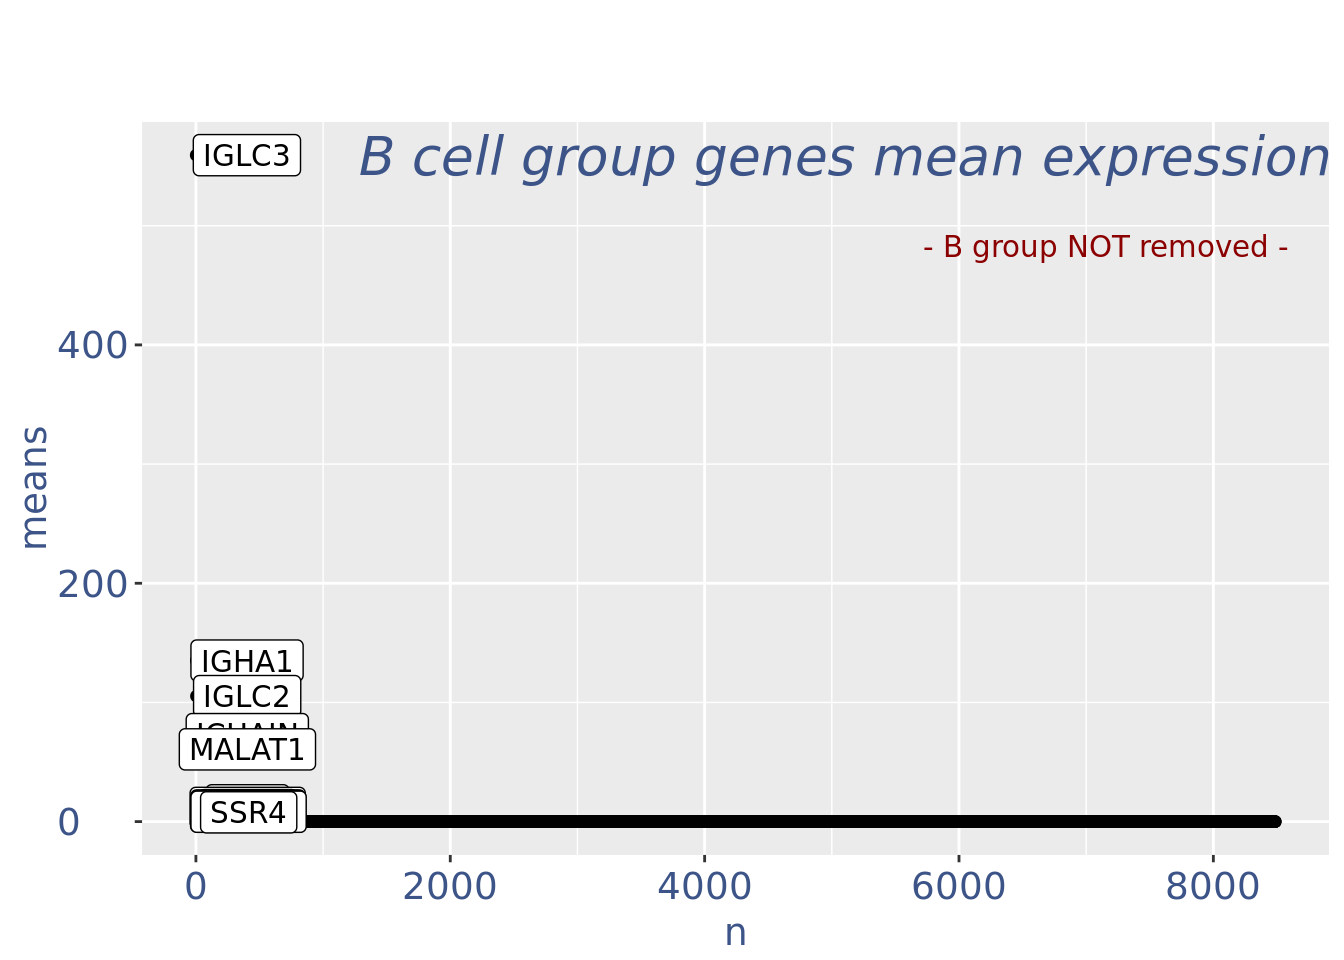 IGLC3
B cell group genes mean expression
- B group NOT removed -
400
means
200
IGHA1
IGLC2
MALAT1
SSR4
0
0 2000 4000 6000 8000
n